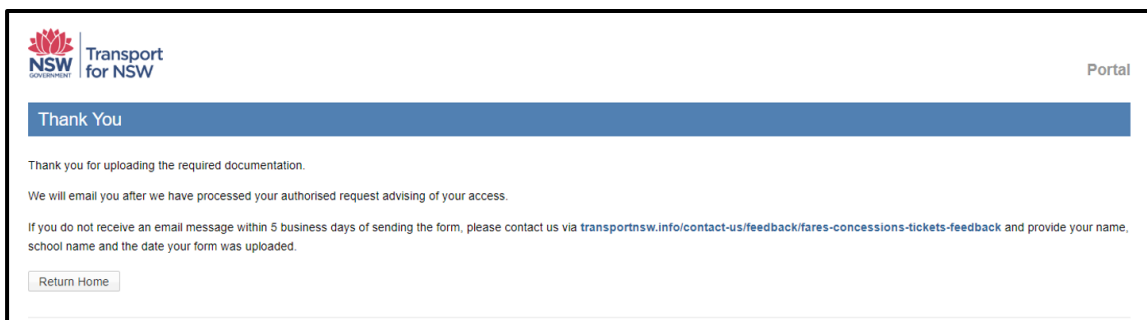 NSW
GOVERNMENT
Transport
for NSW
Portal
Thank You
Thank you for uploading the required documentation.
We will email you after we have processed your authorised request advising of your access.
If you do not receive an email message within 5 business days of sending the form, please contact us via transportnsw.info/contact-us/feedback/fares-concessions-tickets-feedback and provide your name,
school name and the date your form was uploaded.
Return Home